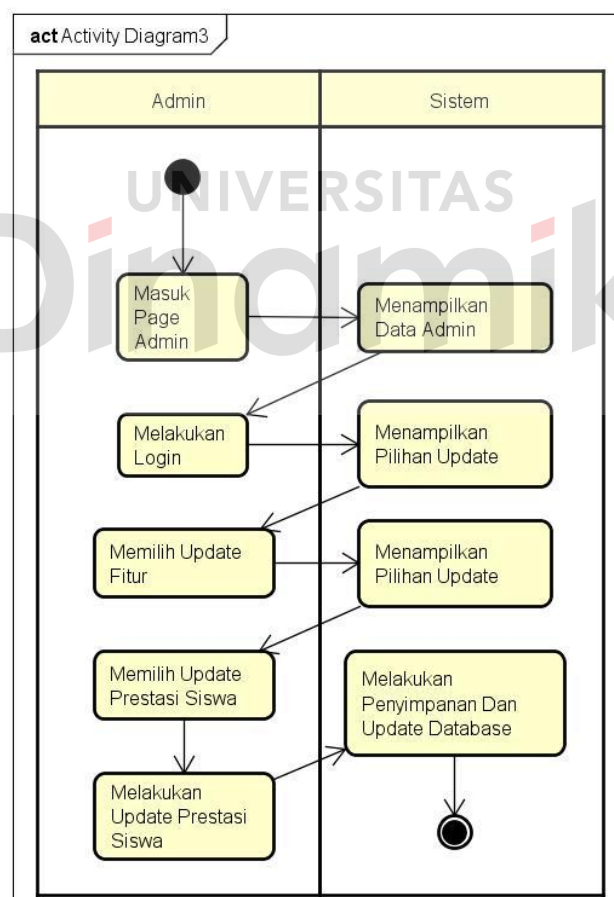 act Activity Diagram3
Admin
Sistem
UNIVERSITAS
Dinamik
Masuk
Page
Admin
Menampilkan
Data Admin
Melakukan
Login
Menampilkan
Pilihan Update
Memilih Update
Fitur
Menampilkan
Pilihan Update
Memilih Update
Prestasi Siswa
Melakukan
Penyimpanan Dan
Update Database
Melakukan
Update Prestasi
Siswa